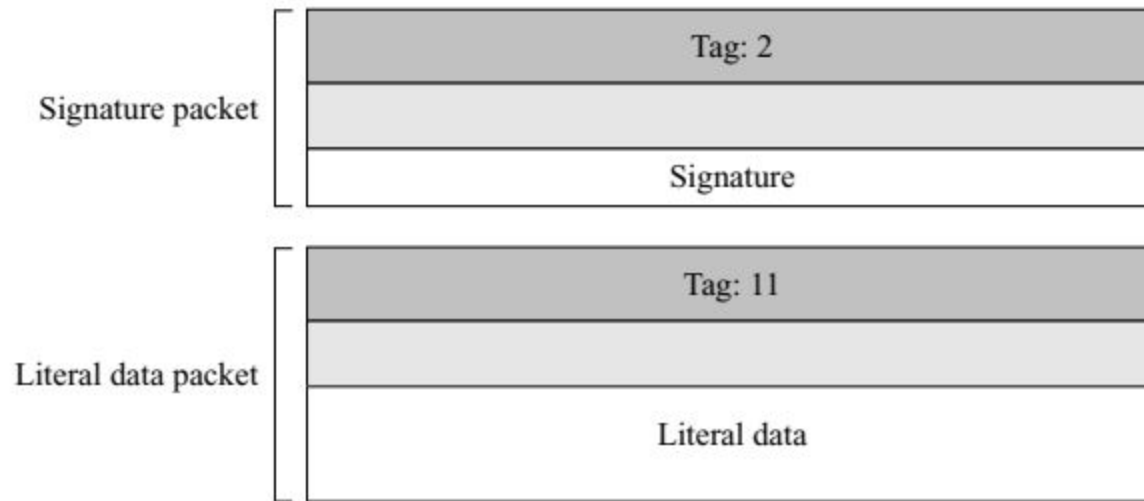 Tag: 2
Signature packet
Signature
Tag: 11
Literal data packet
Literal data